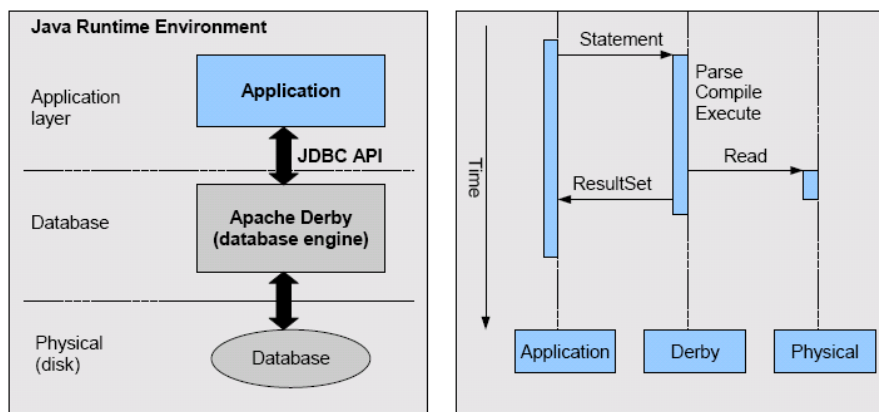 Java Runtime Environment
Application
layer
Application
JDBC API
Database
Apache Derby
(database engine)
Physical
(disk)
Database
Time
Statement
Parse
Compile
Execute
Read
ResultSet
Application
Derby
Physical